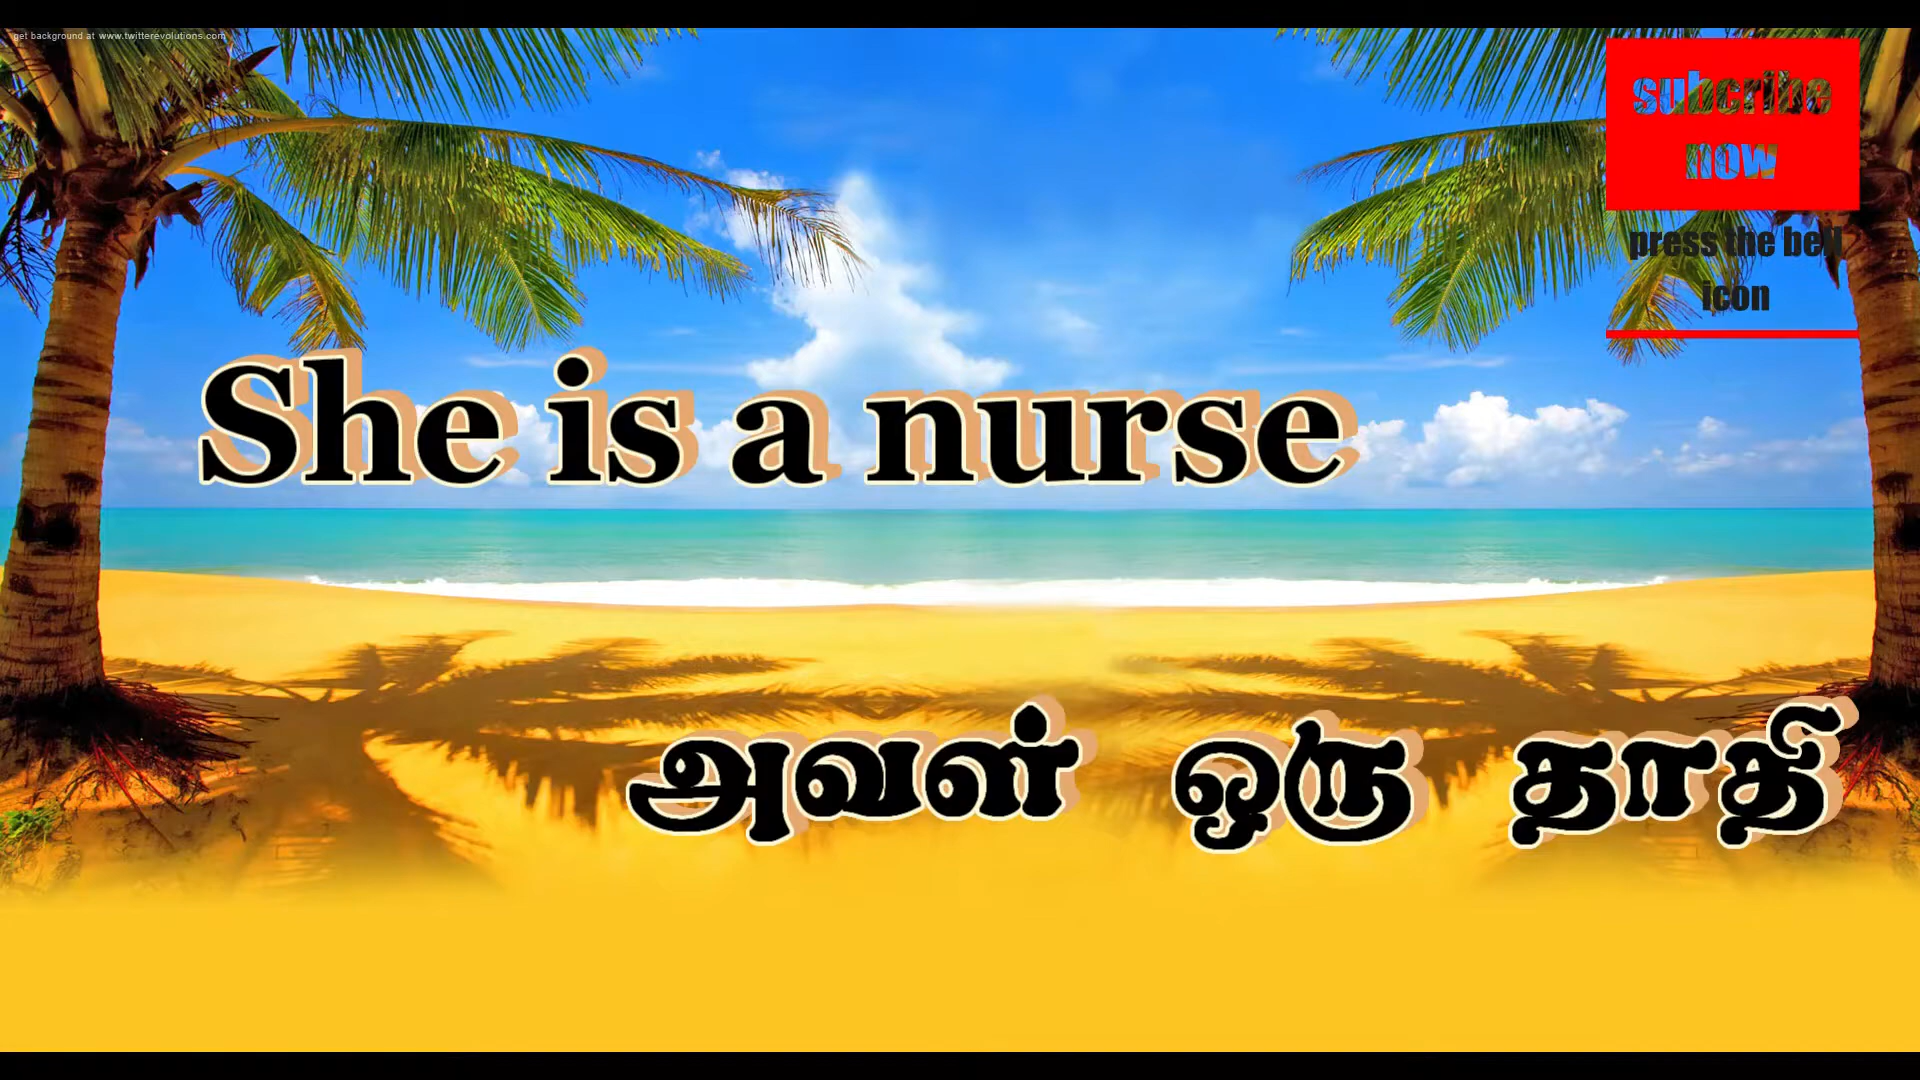 get background at www.twitterevolutions.com
subcribe
now
press the bell
icon
She is a nurse
அவள் ஒரு தாதி